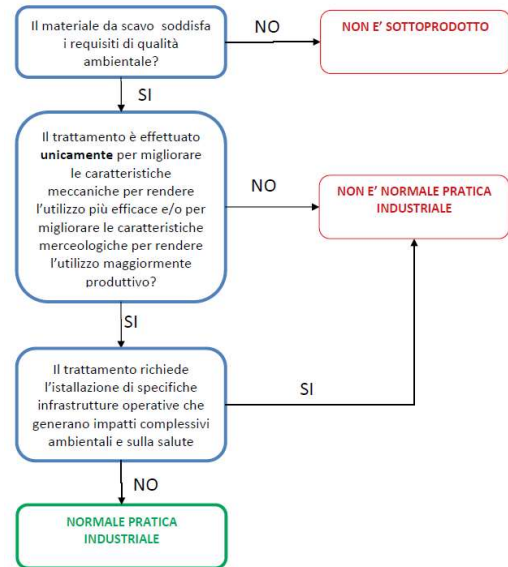 Il materiale da scavo soddisfa
i requisiti di qualità
ambientale?
NO
NON E' SOTTOPRODOTTO
SI
Il trattamento è effettuato
unicamente per migliorare
le caratteristiche
meccaniche per rendere
l'utilizzo più efficace e/o per
migliorare le caratteristiche
merceologiche per rendere
l'utilizzo maggiormente
produttivo?
NO
NON E' NORMALE PRATICA
INDUSTRIALE
SI
Il trattamento richiede
l'istallazione di specifiche
infrastrutture operative che
generano impatti complessivi
ambientali e sulla salute
SI
NO
NORMALE PRATICA
INDUSTRIALE